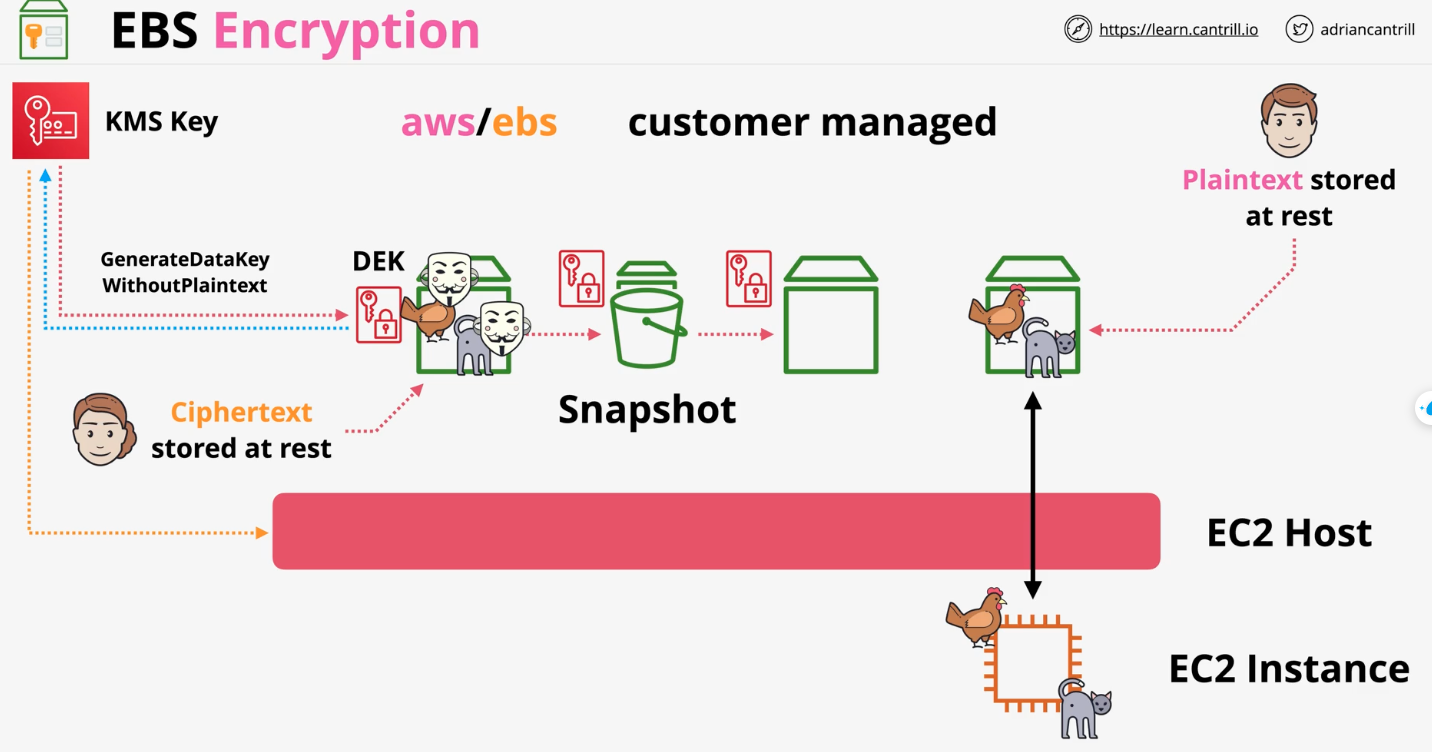 EBS Encryption
https://learn.cantrill.io
adriancantrill
KMS Key
aws/ebs
customer managed
Plaintext stored
at rest
GenerateDataKey
WithoutPlaintext
DEK
Ciphertext
stored at rest
Snapshot
EC2 Host
EC2 Instance